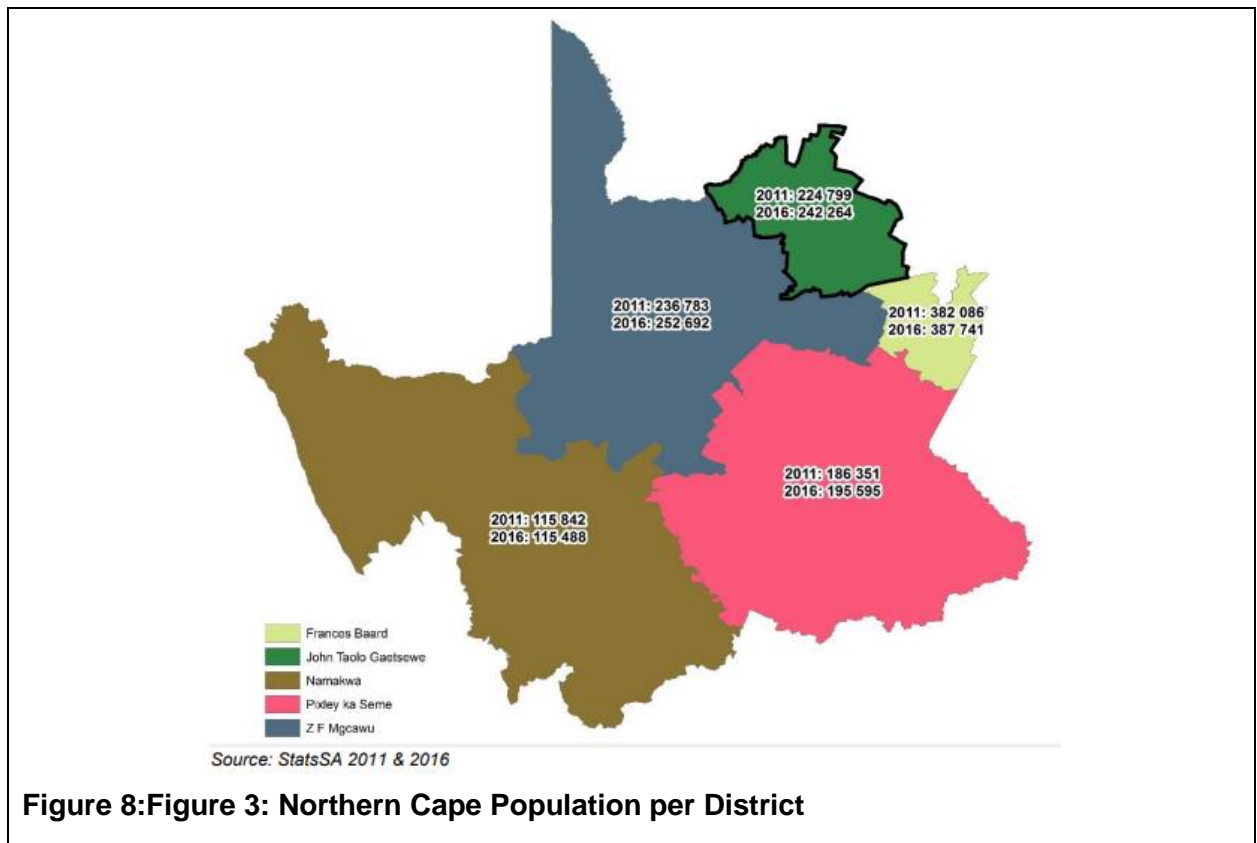 2011: 224 799
2016: 242 264
2011: 236 783
2016: 252 692
2011: 382 086
2016: 387 741
2011: 186 351
2016: 195 595
2011: 115 842
2016: 115 488
Frances Baard
John Taolo Gaetsewe
Namakwa
Pixley ka Seme
Z F Mgcawu
Source: StatsSA 2011 & 2016
Figure 8:Figure 3: Northern Cape Population per District